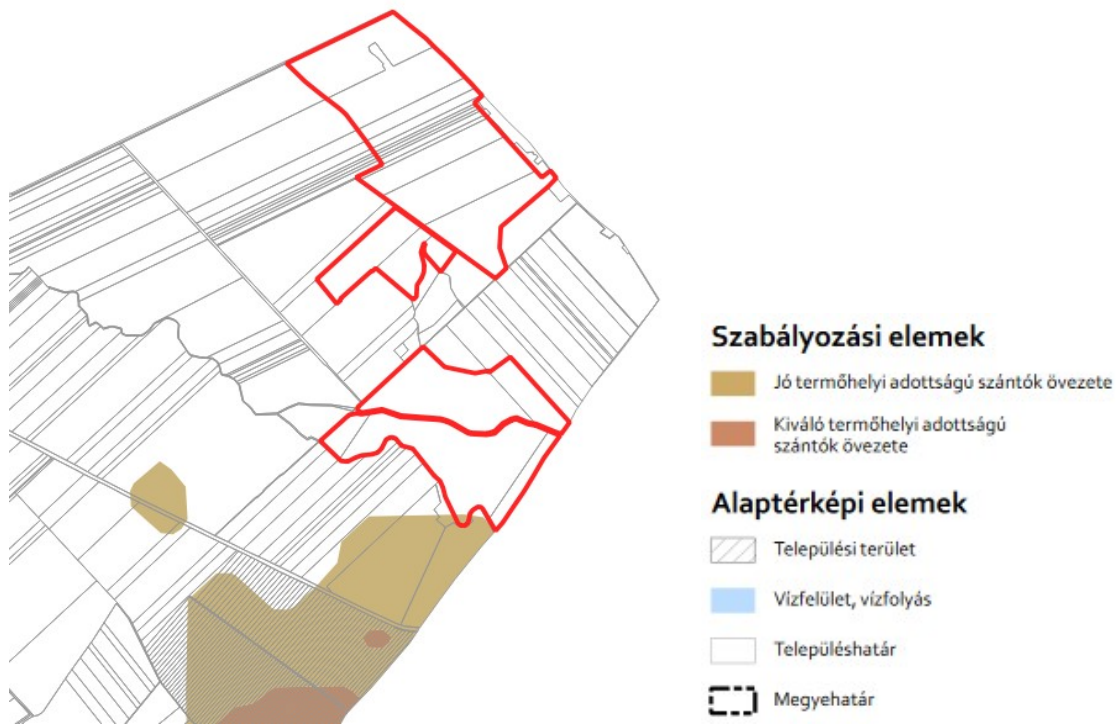 Szabályozási elemek
Jó termőhelyi adottságú szántók övezete
Kiváló termőhelyi adottságú
szántók övezete
Alaptérképi elemek
Települési terület
Vízfelület, vízfolyás
Településhatár
Megyehatár